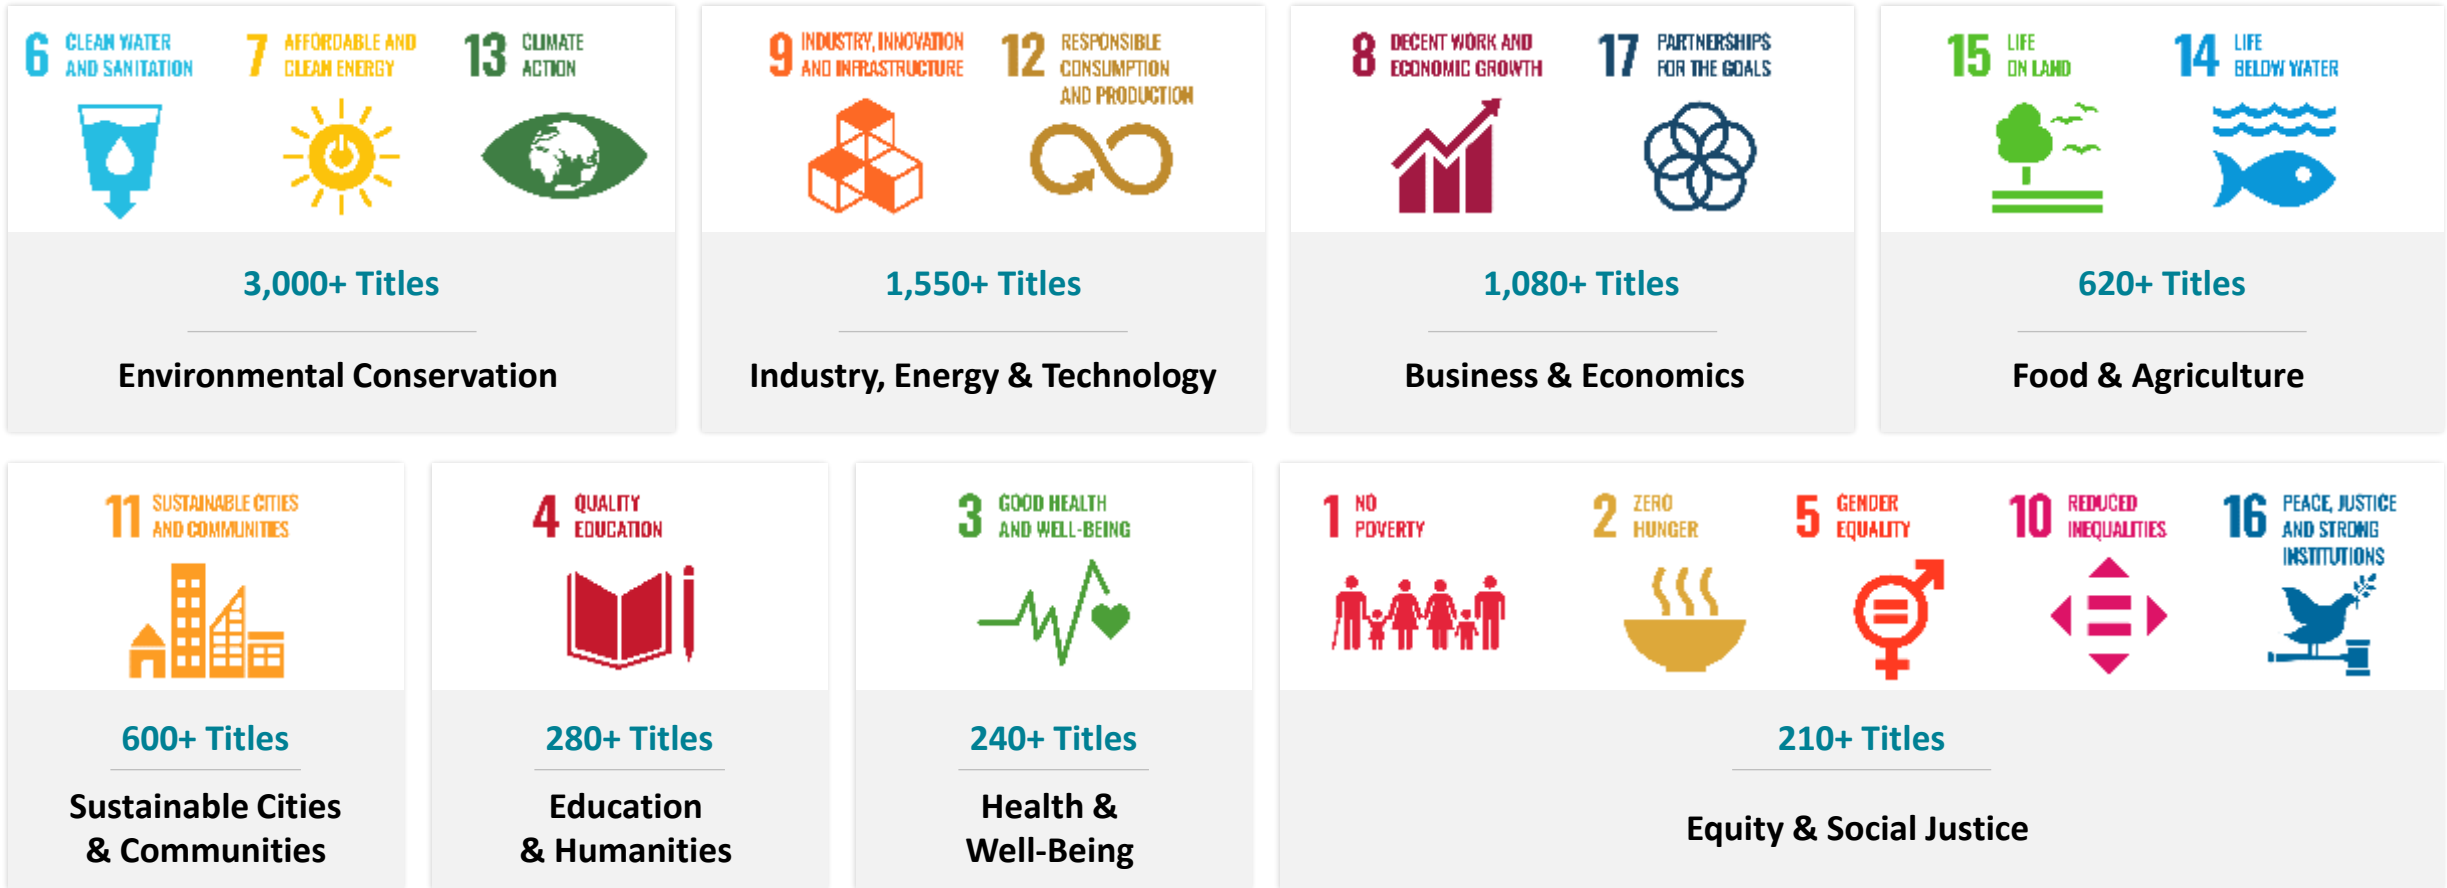 6 CLEAN WATER
AND SANITATION
7 AFFORDABLE AND
CLEAN ENERGY
13 CLIMATE
ACTION
3,000+ Titles
Environmental Conservation
9 INDUSTRY, INNOVATION
AND INFRASTRUCTURE
12 RESPONSIBLE
CONSUMPTION
AND PRODUCTION
1,550+ Titles
Industry, Energy & Technology
8 DECENT WORK AND
ECONOMIC GROWTH
17 PARTNERSHIPS
FOR THE GOALS
1,080+ Titles
Business & Economics
15 LIFE
ON LAND
14 LIFE
BELOW WATER
620+ Titles
Food & Agriculture
11 SUSTAINABLE CITIES
AND COMMUNITIES
600+ Titles
Sustainable Cities
& Communities
4 QUALITY
EDUCATION
280+ Titles
Education
& Humanities
3 GOOD HEALTH
AND WELL-BEING
240+ Titles
Health &
Well-Being
1 NO
POVERTY
2 ZERO
HUNGER
5 GENDER
EQUALITY
10 REDUCED
INEQUALITIES
16 PEACE, JUSTICE
AND STRONG
INSTITUTIONS
210+ Titles
Equity & Social Justice